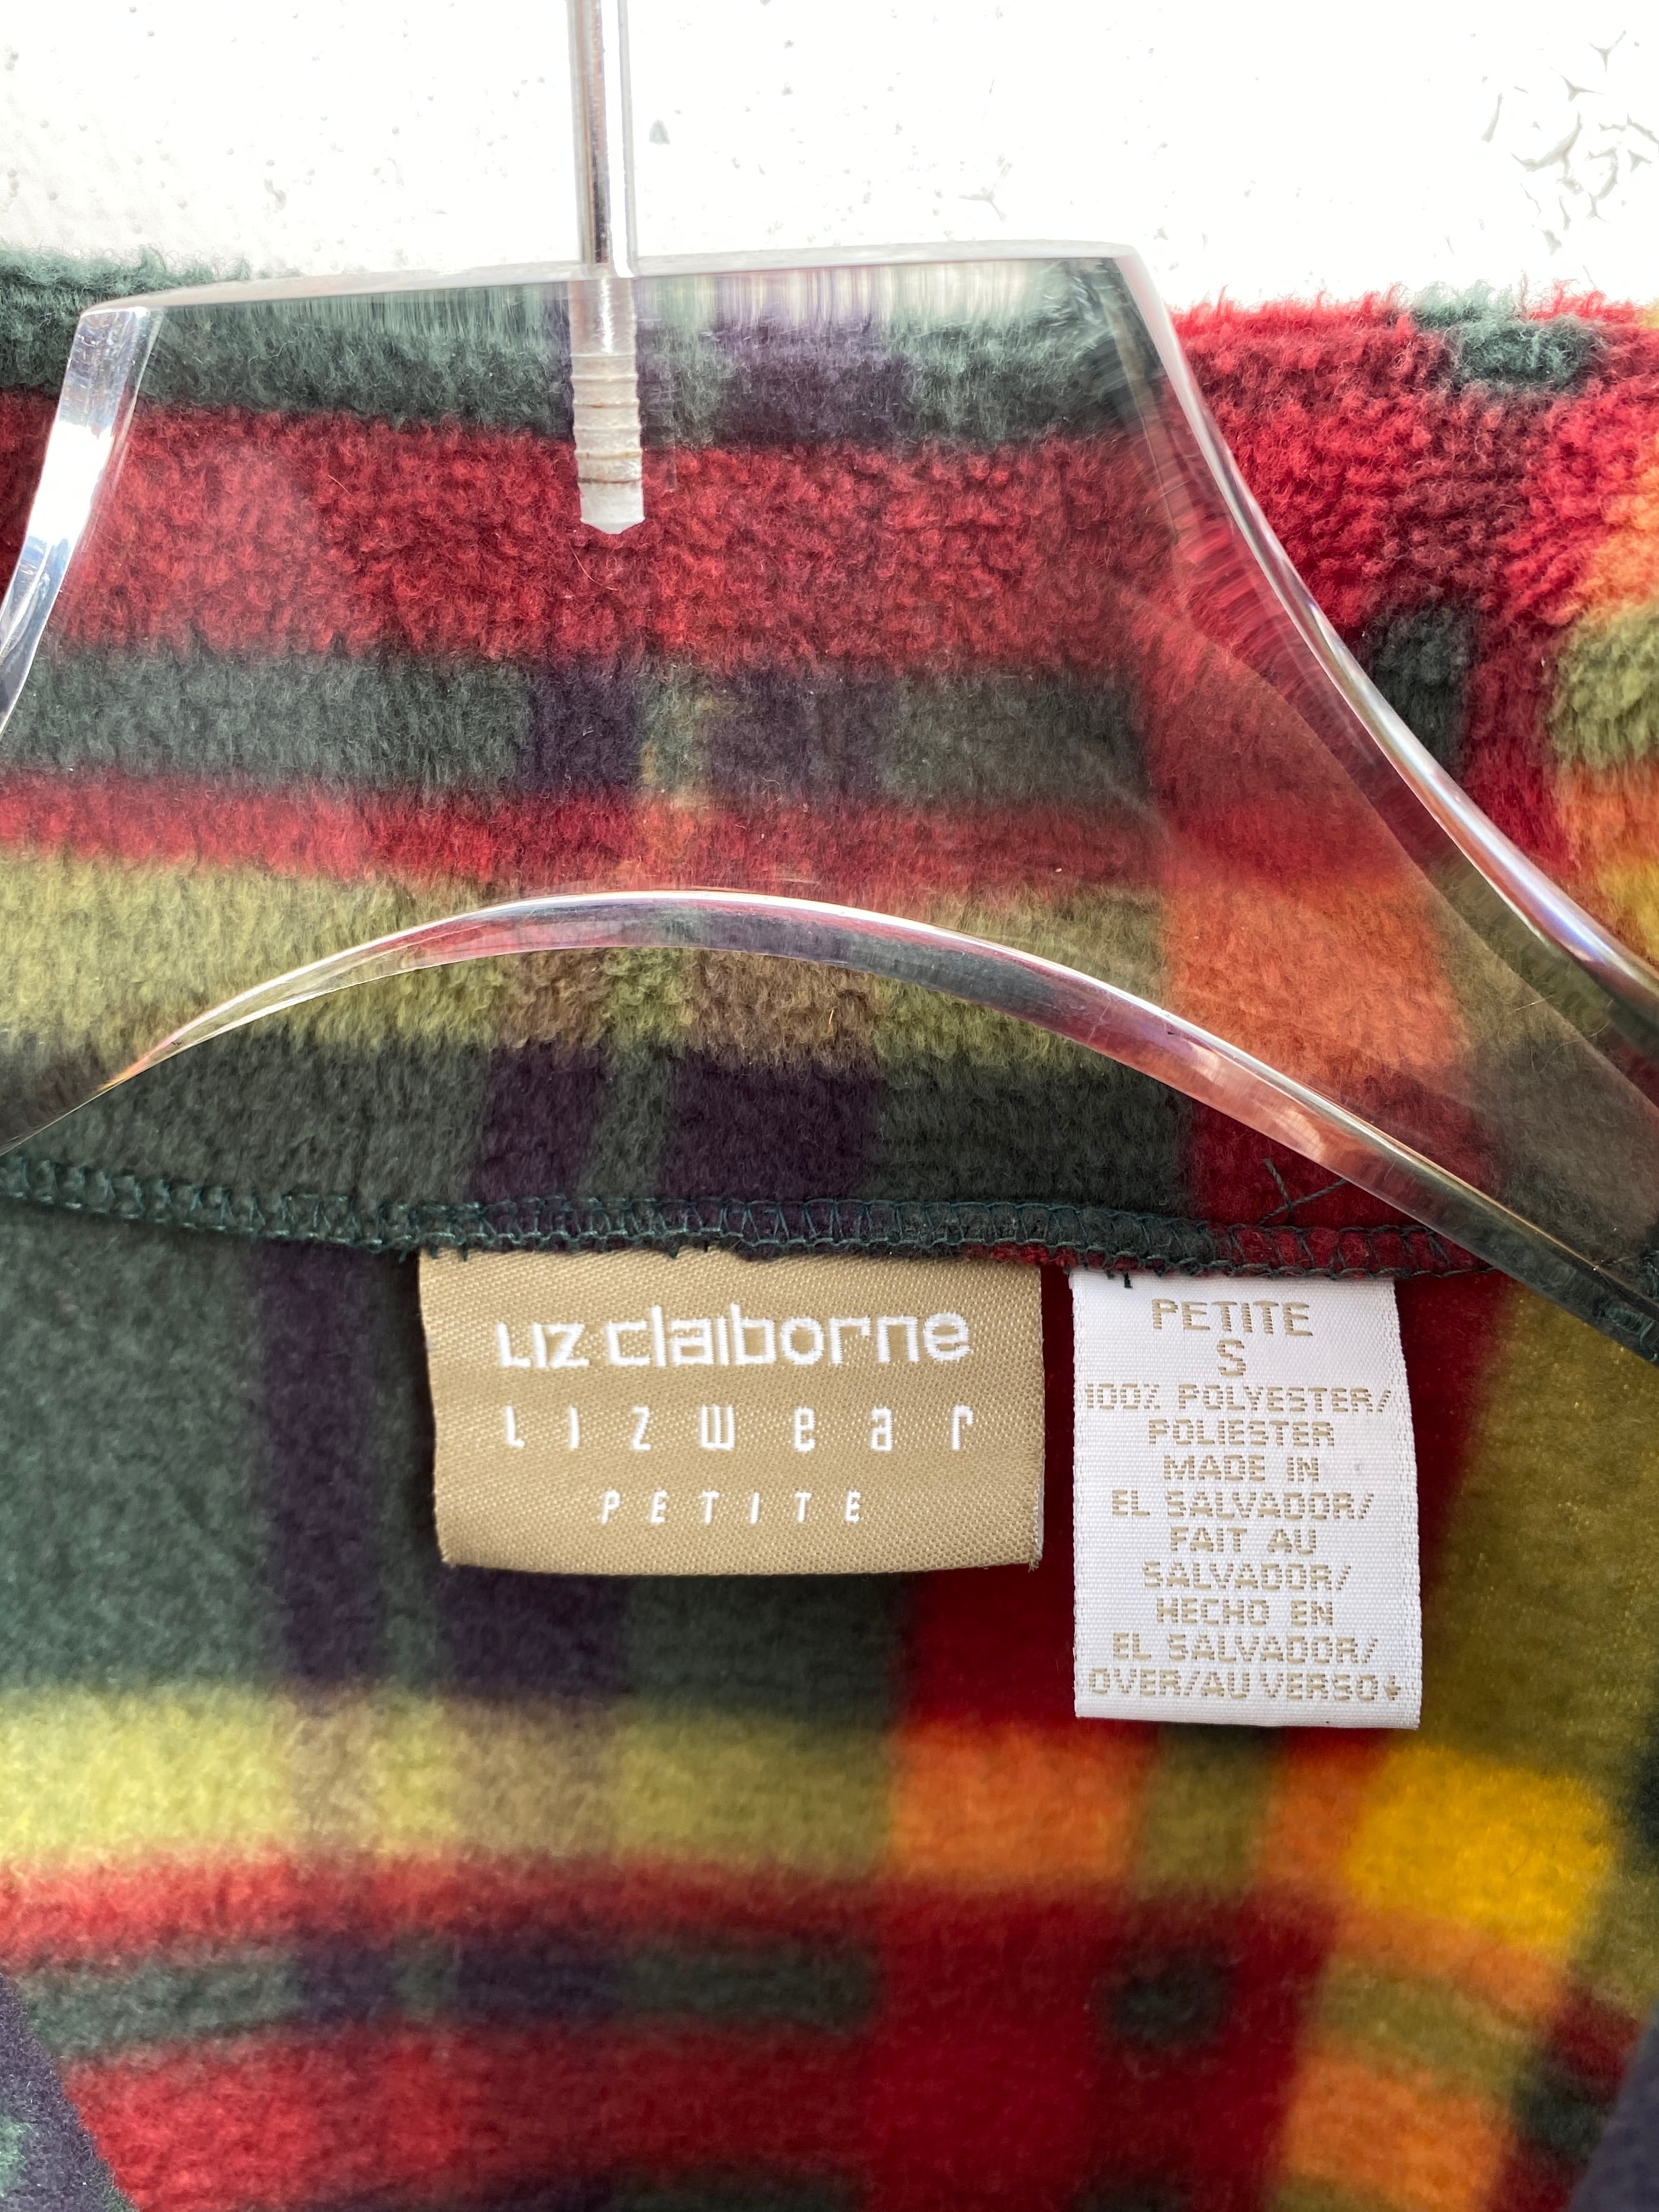 Liz claiborne
Lizwear
PETITE
PETITE
S
100% POLYESTER/
POLIESTER
MADE IN
EL SALVADOR/
FAIT AU
SALVADOR/
HECHO EN
EL SALVADOR/
OVER/AU VERSO→